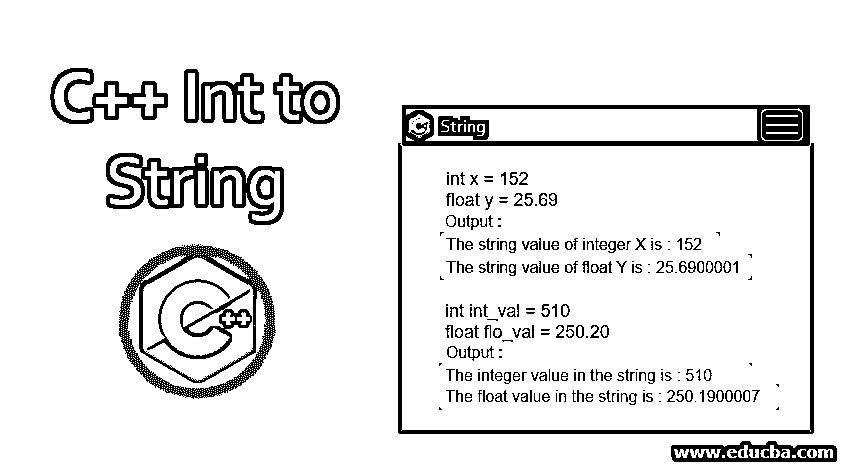 C++ Int to
String
C++
String
int x = 152
float y = 25.69
Output :
The string value of integer X is : 152
The string value of float Y is : 25.6900001
int int_val = 510
float flo_val = 250.20
Output :
The integer value in the string is : 510
The float value in the string is : 250.1900007
www.educba.com